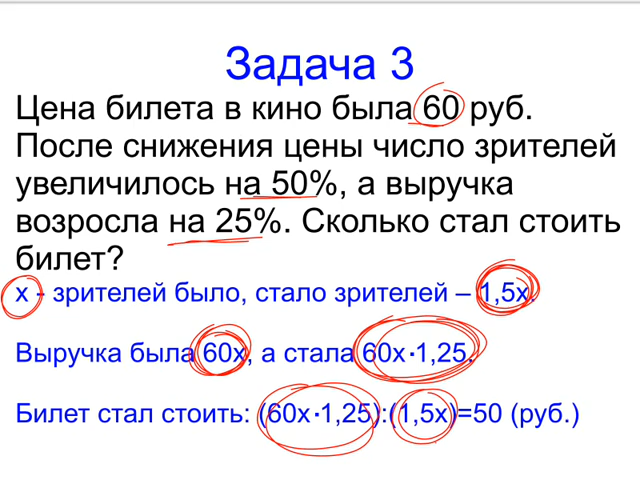 Задача 3
Цена билета в кино была 60 руб.
После снижения цены число зрителей
увеличилось на 50%, а выручка
возросла на 25%. Сколько стал стоить
билет?
х - зрителей было, стало зрителей – 1,5х.
Выручка была 60х, а стала 60х·1,25.
Билет стал стоить: (60х·1,25):(1,5х)=50 (руб.)